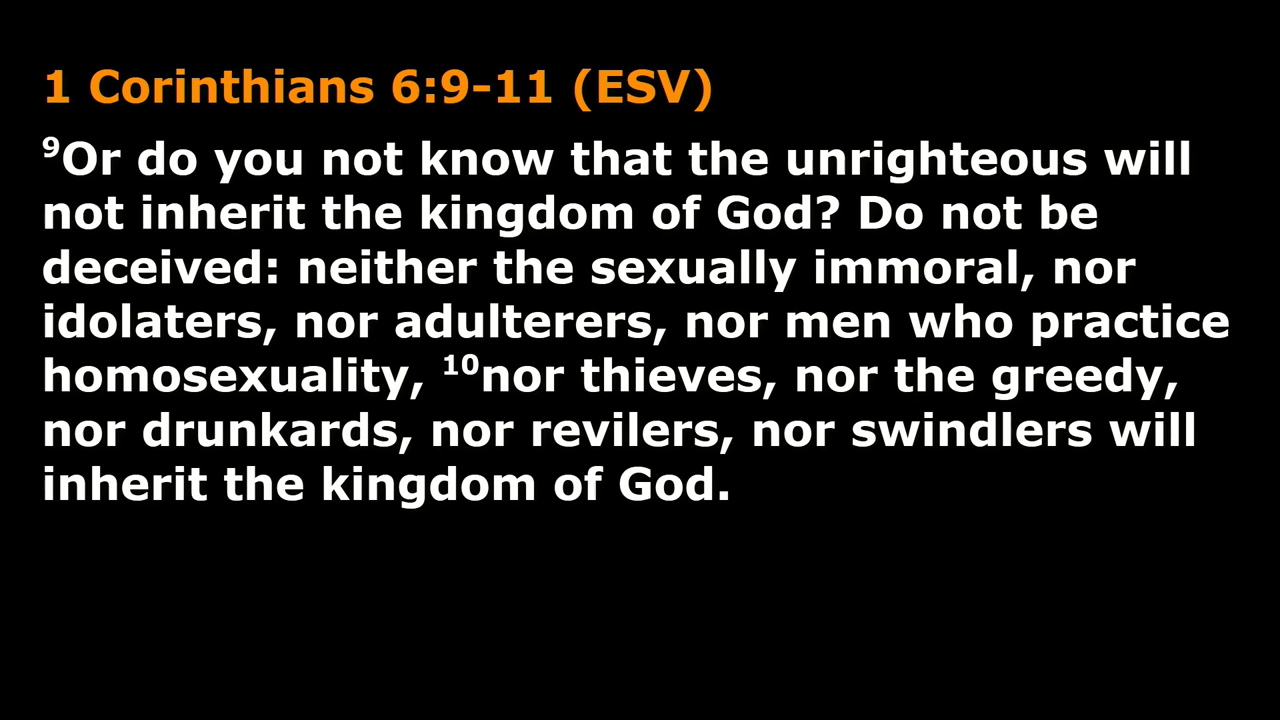 1 Corinthians 6:9-11 (ESV)
⁹Or do you not know that the unrighteous will
not inherit the kingdom of God? Do not be
deceived: neither the sexually immoral, nor
idolaters, nor adulterers, nor men who practice
homosexuality, ¹⁰nor thieves, nor the greedy,
nor drunkards, nor revilers, nor swindlers will
inherit the kingdom of God.